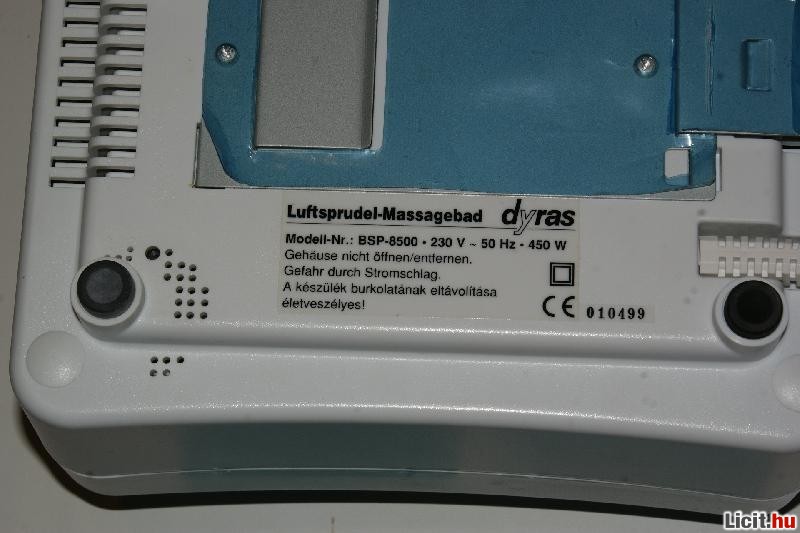 Luftsprudel-Massagebad dyras
Modell-Nr.: BSP-8500 • 230 V ~ 50 Hz - 450 W
Gehäuse nicht öffnen/entfernen.
Gefahr durch Stromschlag.
A készülék burkolatának eltávolítása
életveszélyes!
CE 010499
Licit.hu